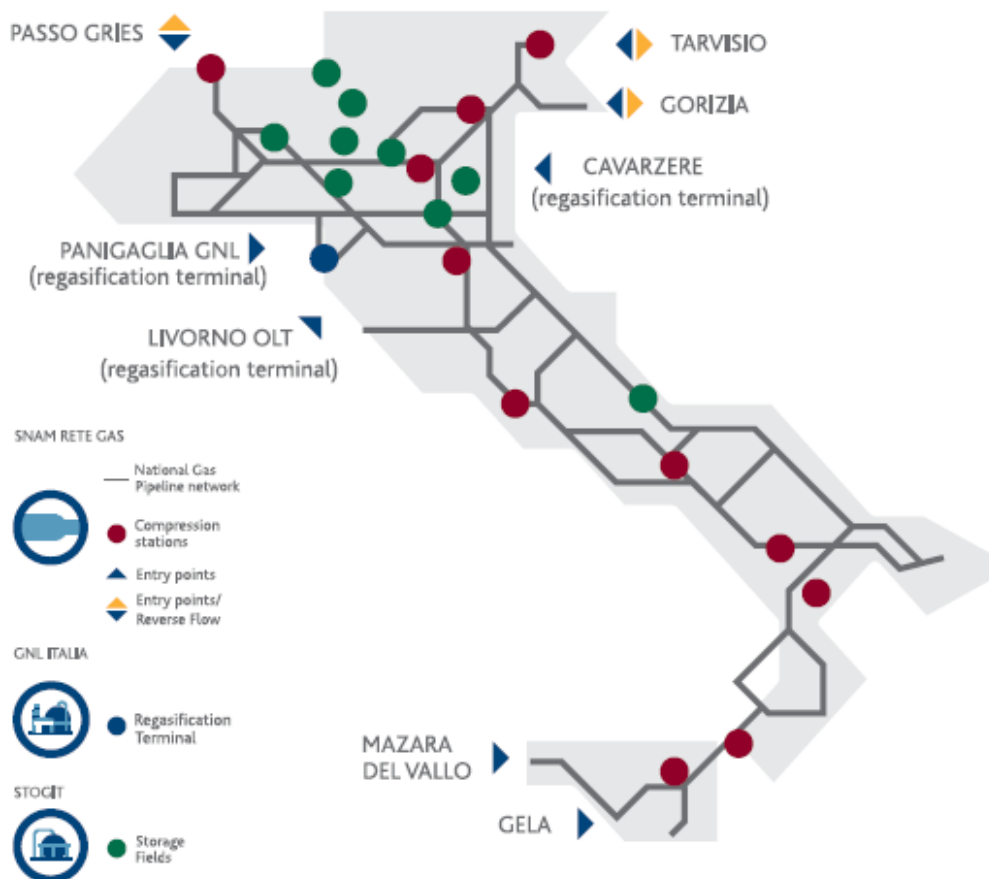 PASSO GRIES
TARVISIO
GORIZIA
CAVARZERE
(regasification terminal)
PANIGAGLIA GNL
(regasification terminal)
LIVORNO OLT
(regasification terminal)
SNAM RETE GAS
National Gas
Pipeline network
Compression
stations
Entry points
Entry points/
Reverse Flow
GNL ITALIA
Regasification
Terminal
MAZARA
DEL VALLO
GELA
STOGIT
Storage
Fields